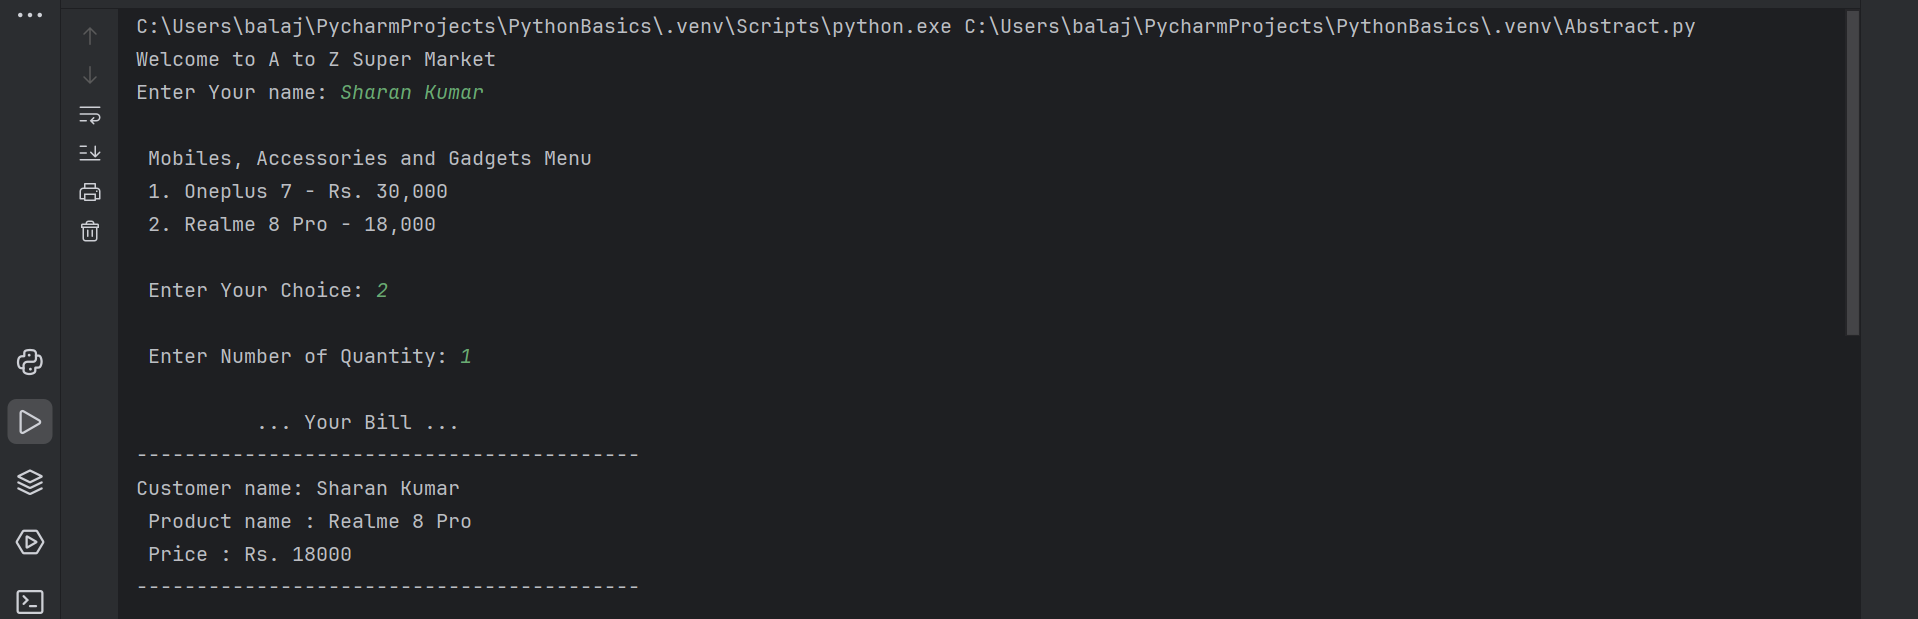 C:\Users\balaj\PycharmProjects\PythonBasics\.venv\Scripts\python.exe C:\Users\balaj\PycharmProjects\PythonBasics\.venv\Abstract.py
Welcome to A to Z Super Market
Enter Your name: Sharan Kumar
Mobiles, Accessories and Gadgets Menu
1. Oneplus 7 - Rs. 30,000
2. Realme 8 Pro - 18,000
Enter Your Choice: 2
Enter Number of Quantity: 1
... Your Bill ...
------------------------------------------
Customer name: Sharan Kumar
Product name : Realme 8 Pro
Price : Rs. 18000
------------------------------------------